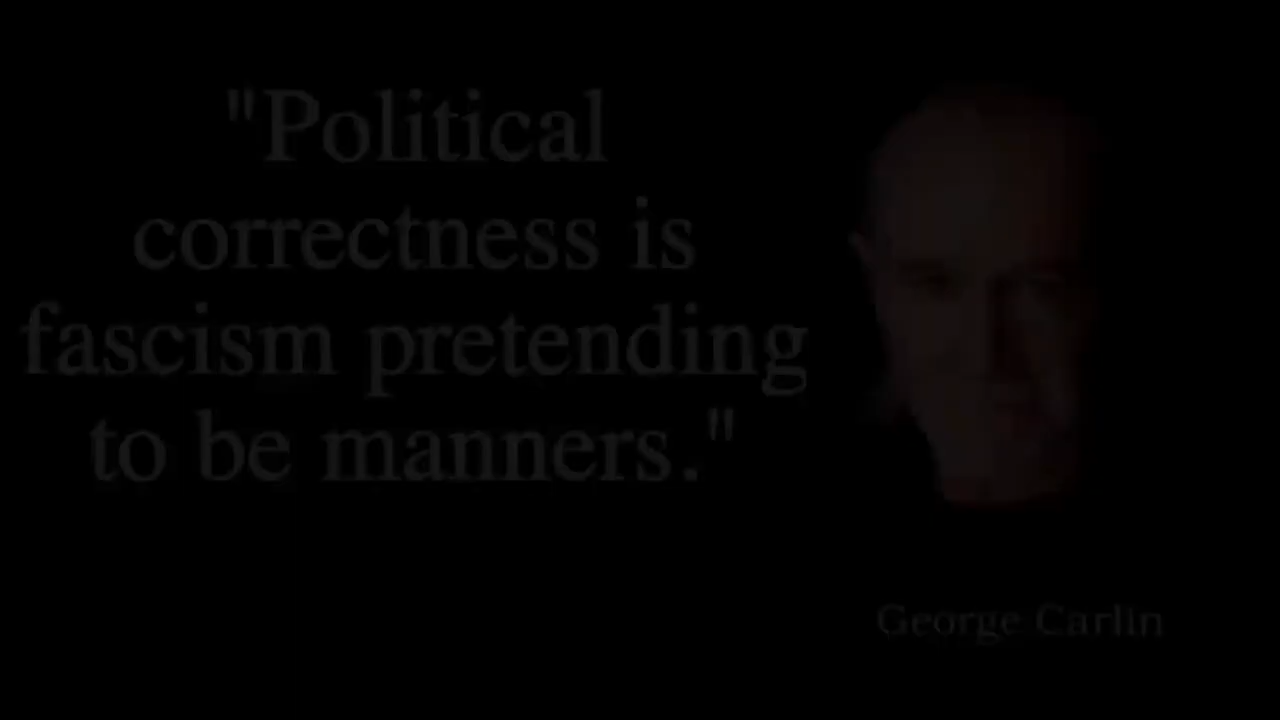 "Political
correctness is
fascism pretending
to be manners."
George Carlin